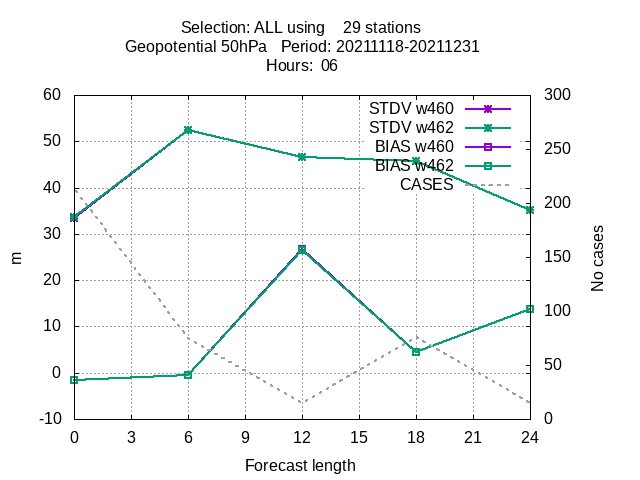 Selection: ALL using    29 stations
Geopotential 50hPa   Period: 20211118-20211231
Hours:  06
60
50
40
30
20
10
0
-10
300
250
200
150
100
50
0
STDV w460
STDV w462
BIAS w460
BIAS w462
CASES
m
No cases
0 3 6 9 12 15 18 21 24
Forecast length